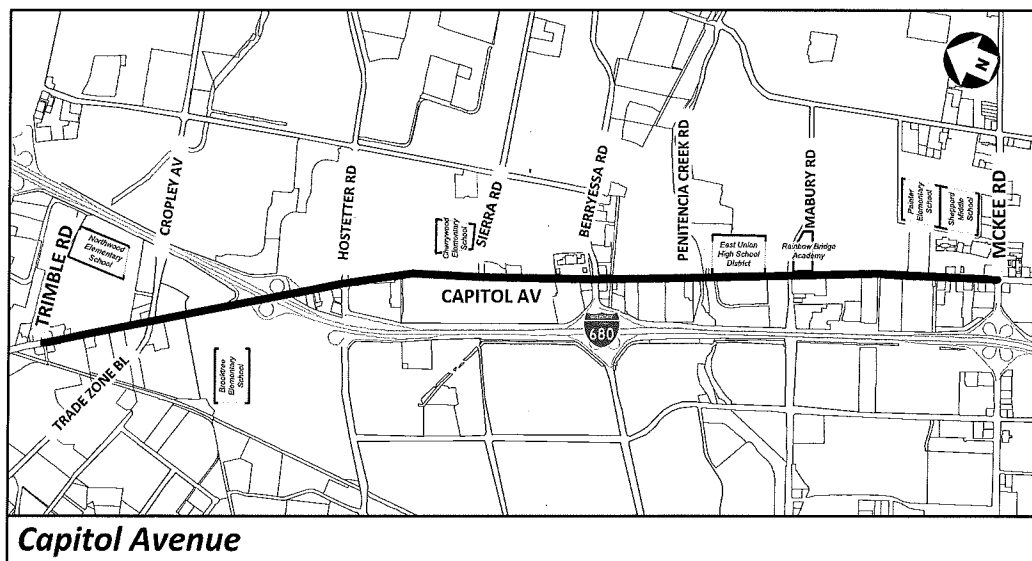 N
TRIMBLE RD
Northwood
Elementary
School
CROPLEY AV
TRADE ZONE BL
Brooktree
Elementary
School
HOSTETTER RD
Cherrywood
Elementary
School
SIERRA RD
CAPITOL AV
BERRYESSA RD
INTERSTATE
680
PENITENCIA CREEK RD
East Union
High School
District
MABURY RD
Rainbow Bridge
Academy
Painter
Elementary
School
Sheppard
Middle
School
MCKEE RD
Capitol Avenue